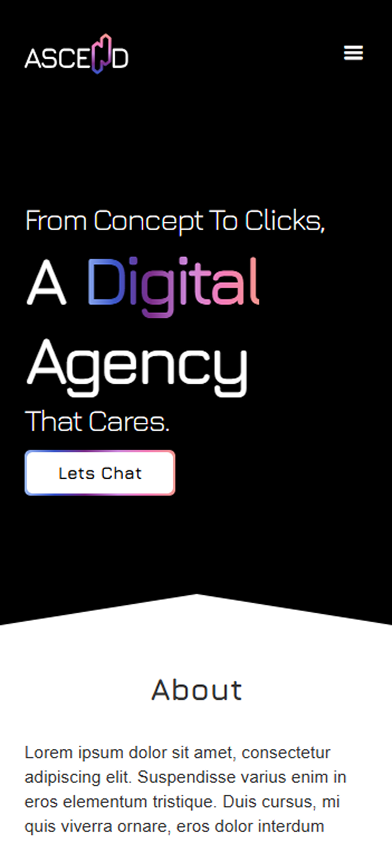 ASCEND
From Concept To Clicks,
A Digital
Agency
That Cares.
Lets Chat
About
Lorem ipsum dolor sit amet, consectetur
adipiscing elit. Suspendisse varius enim in
eros elementum tristique. Duis cursus, mi
quis viverra ornare, eros dolor interdum